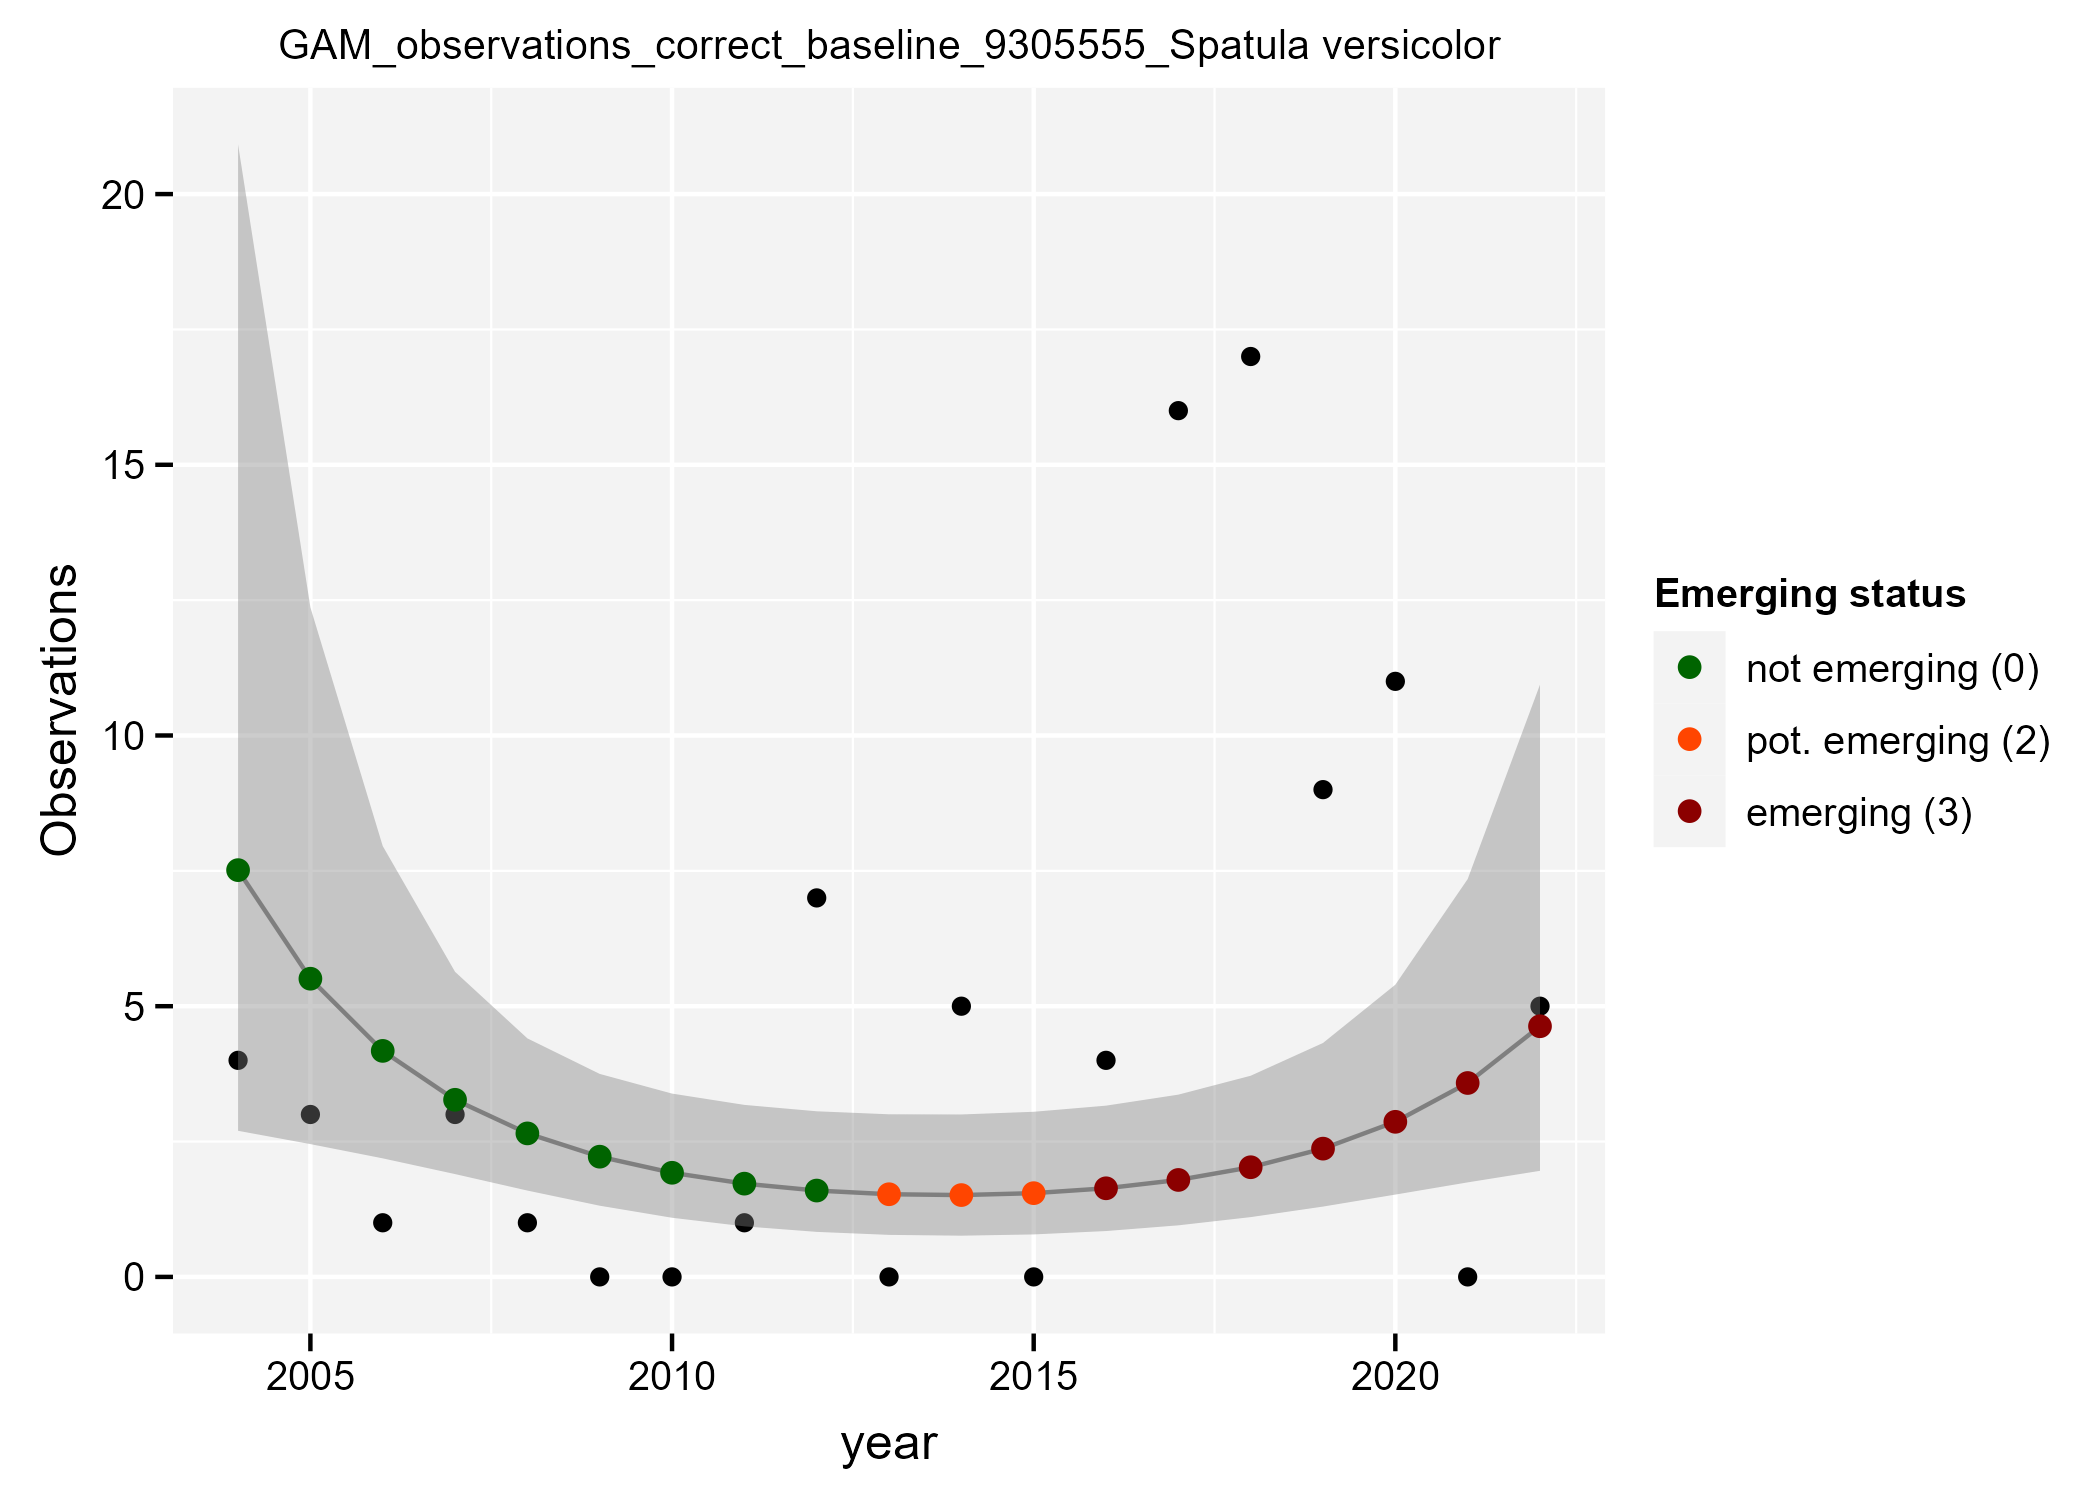 GAM_observations_correct_baseline_9305555_Spatula versicolor
20
15
10
5
0
Observations
2005
2010
2015
2020
year
Emerging status
not emerging (0)
pot. emerging (2)
emerging (3)